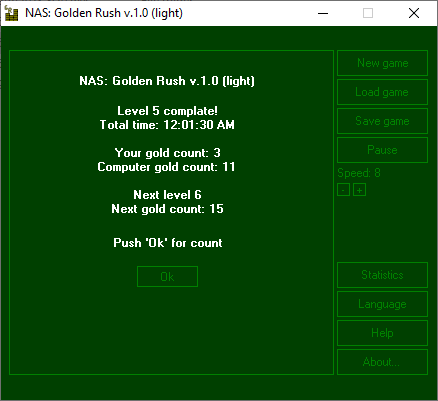 NAS: Golden Rush v.1.0 (light)
NAS: Golden Rush v.1.0 (light)
Level 5 complate!
Total time: 12:01:30 AM
Your gold count: 3
Computer gold count: 11
Next level 6
Next gold count: 15
Push 'Ok' for count
Ok
New game
Load game
Save game
Pause
Speed: 8
- +
Statistics
Language
Help
About...